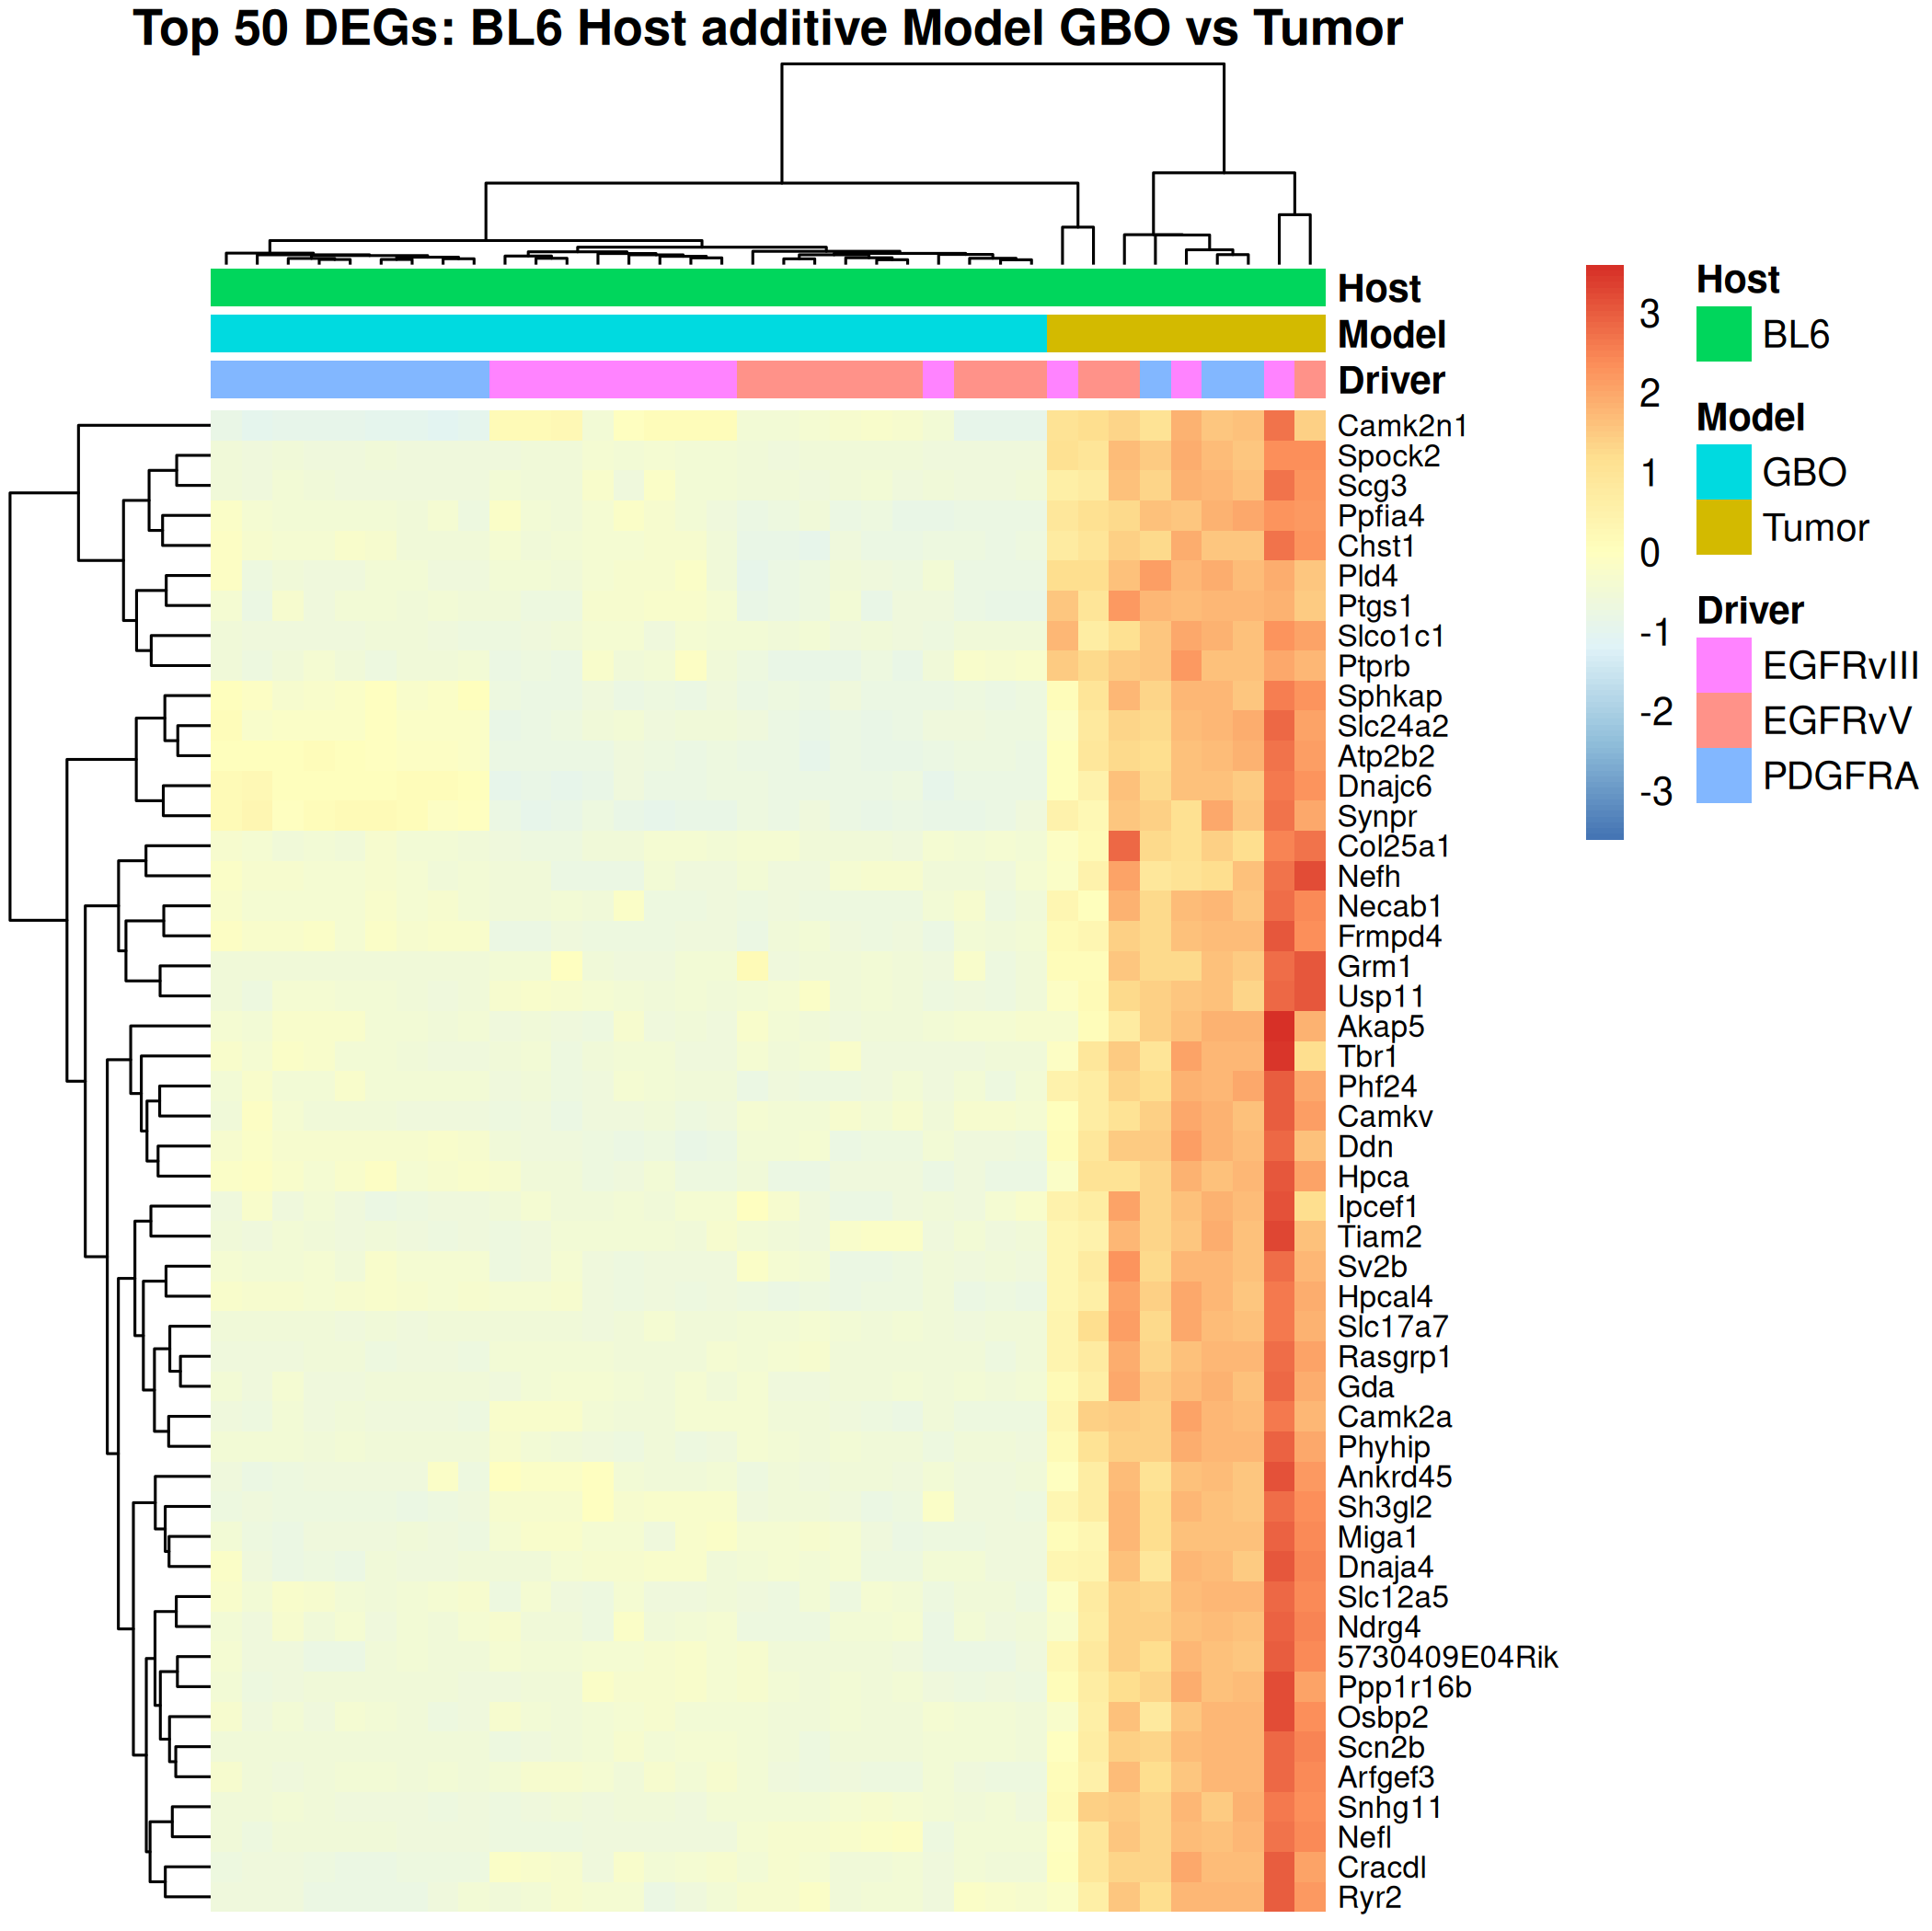 Top 50 DEGs: BL6 Host additive Model GBO vs Tumor
Host
Model
Driver
Camk2n1
Spock2
Scg3
Ppfia4
Chst1
Pld4
Ptgs1
Slco1c1
Ptprb
Sphkap
Slc24a2
Atp2b2
Dnajc6
Synpr
Col25a1
Nefh
Necab1
Frmpd4
Grm1
Usp11
Akap5
Tbr1
Phf24
Camkv
Ddn
Hpca
Ipcef1
Tiam2
Sv2b
Hpcal4
Slc17a7
Rasgrp1
Gda
Camk2a
Phyhip
Ankrd45
Sh3gl2
Miga1
Dnaja4
Slc12a5
Ndrg4
5730409E04Rik
Ppp1r16b
Osbp2
Scn2b
Arfgef3
Snhg11
Nefl
Cracdl
Ryr2
3
2
1
0
-1
-2
-3
Host
BL6
Model
GBO
Tumor
Driver
EGFRvIII
EGFRvV
PDGFRA